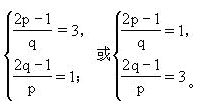 { (2p-1)/q = 3, 或 { (2p-1)/q = 1,
(2q-1)/p = 1; (2q-1)/p = 3。